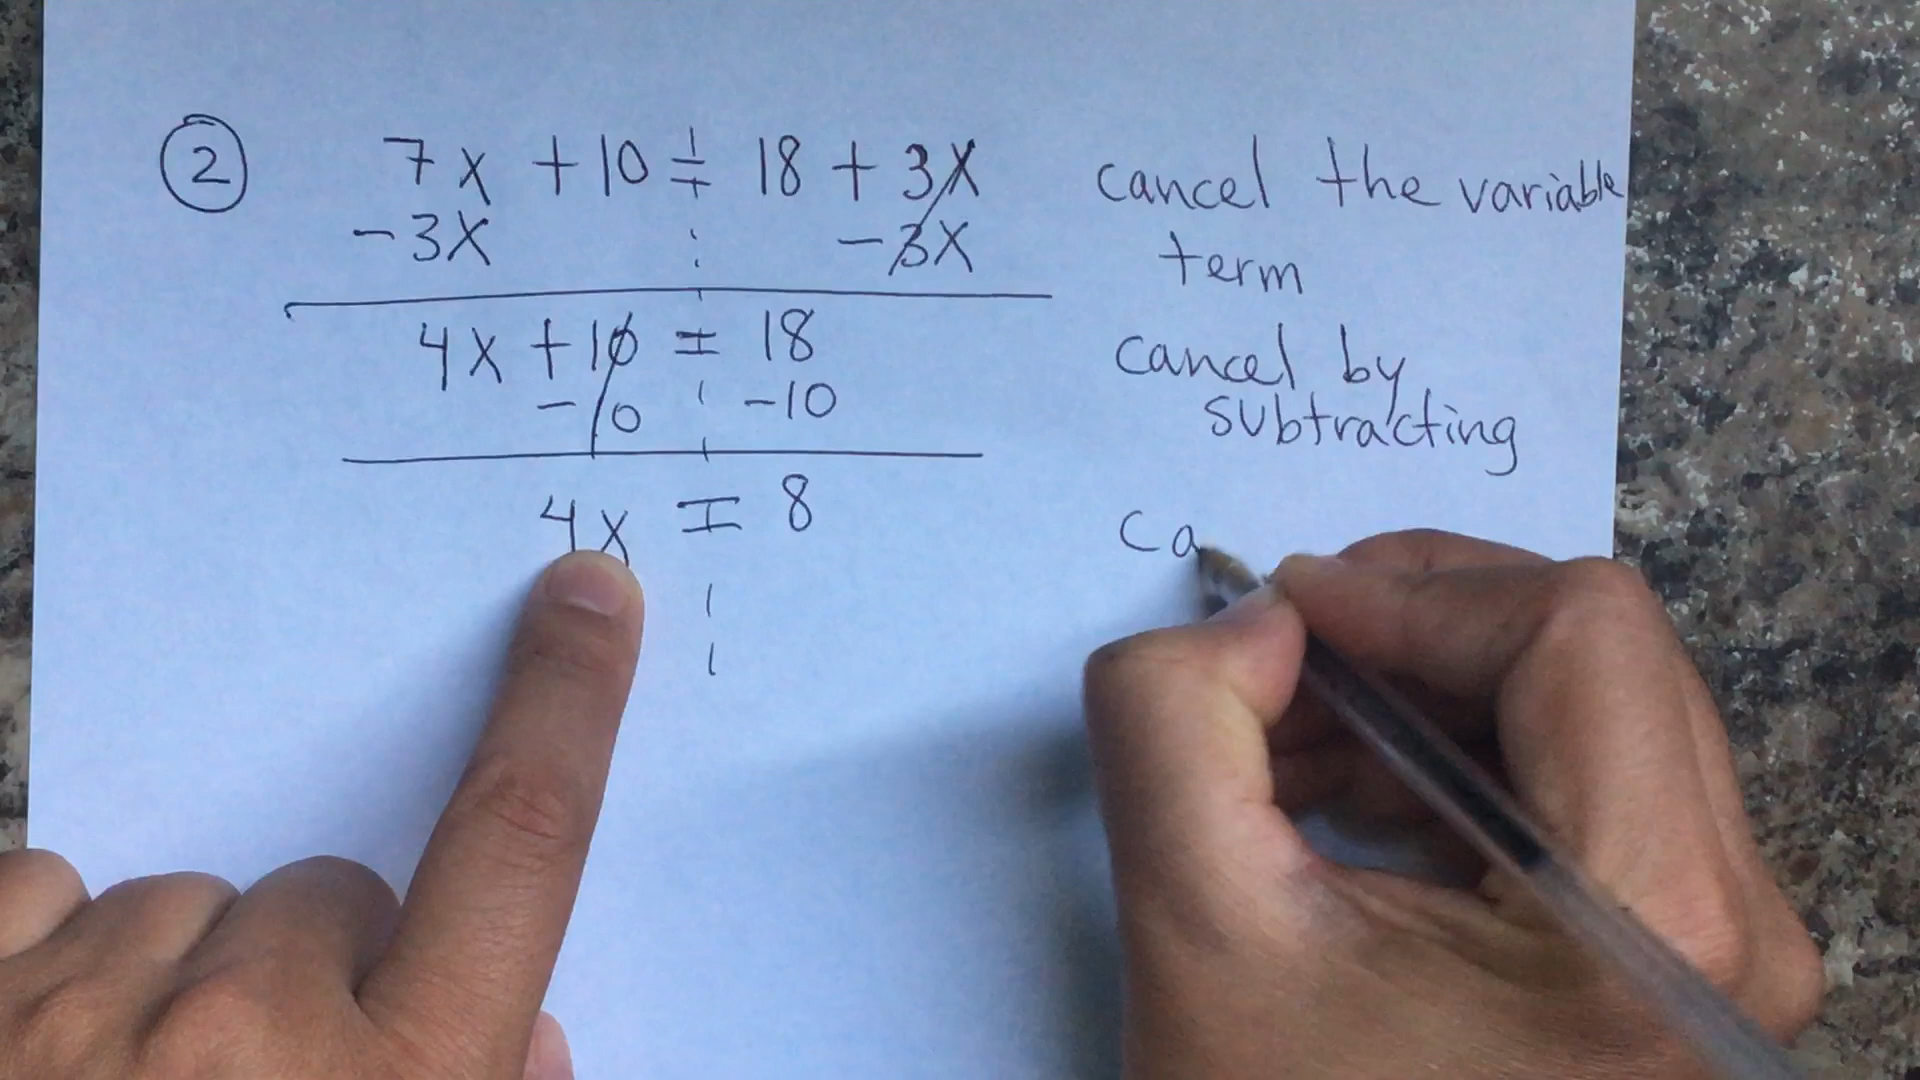 2 7x + 10 = 18 + 3x cancel the variable
-3x -3x term
4x + 10 = 18 cancel by
-10 -10 subtracting
4x = 8 ca